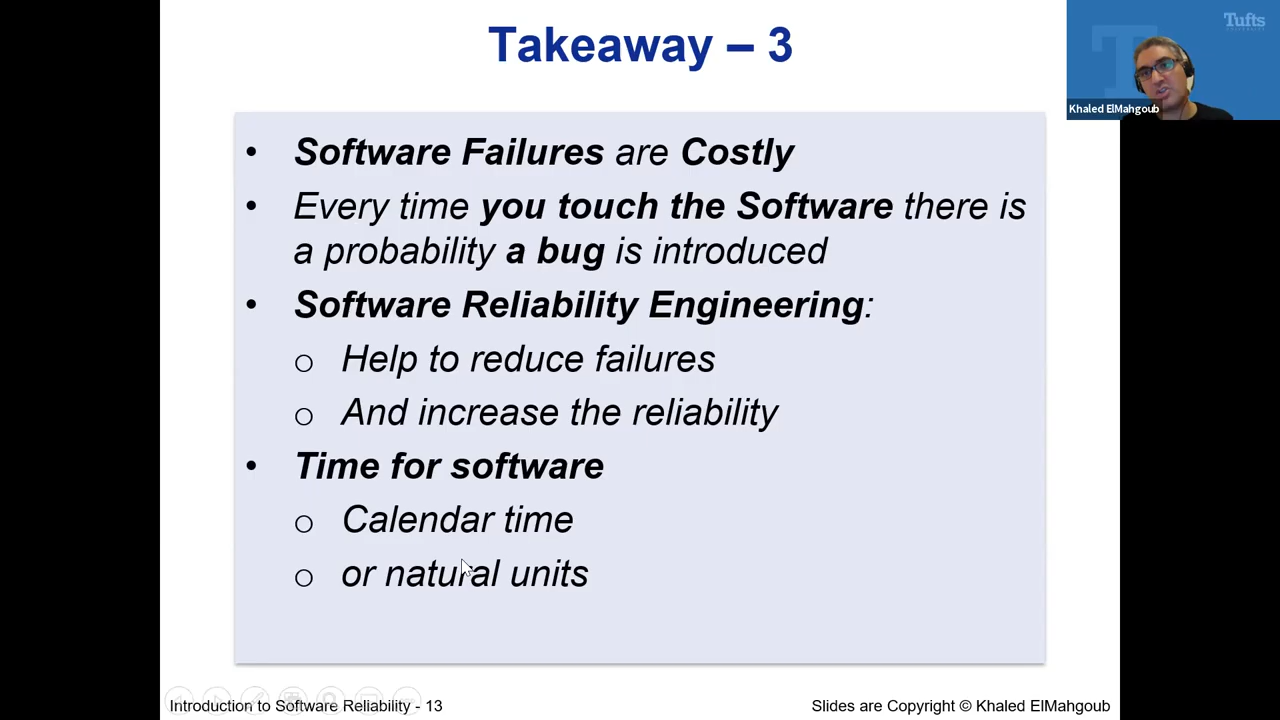 Takeaway – 3
Tufts
UNIVERSITY
Khaled ElMahgoub
• Software Failures are Costly
• Every time you touch the Software there is
a probability a bug is introduced
• Software Reliability Engineering:
o Help to reduce failures
o And increase the reliability
• Time for software
o Calendar time
o or natural units
Introduction to Software Reliability - 13
Slides are Copyright © Khaled ElMahgoub